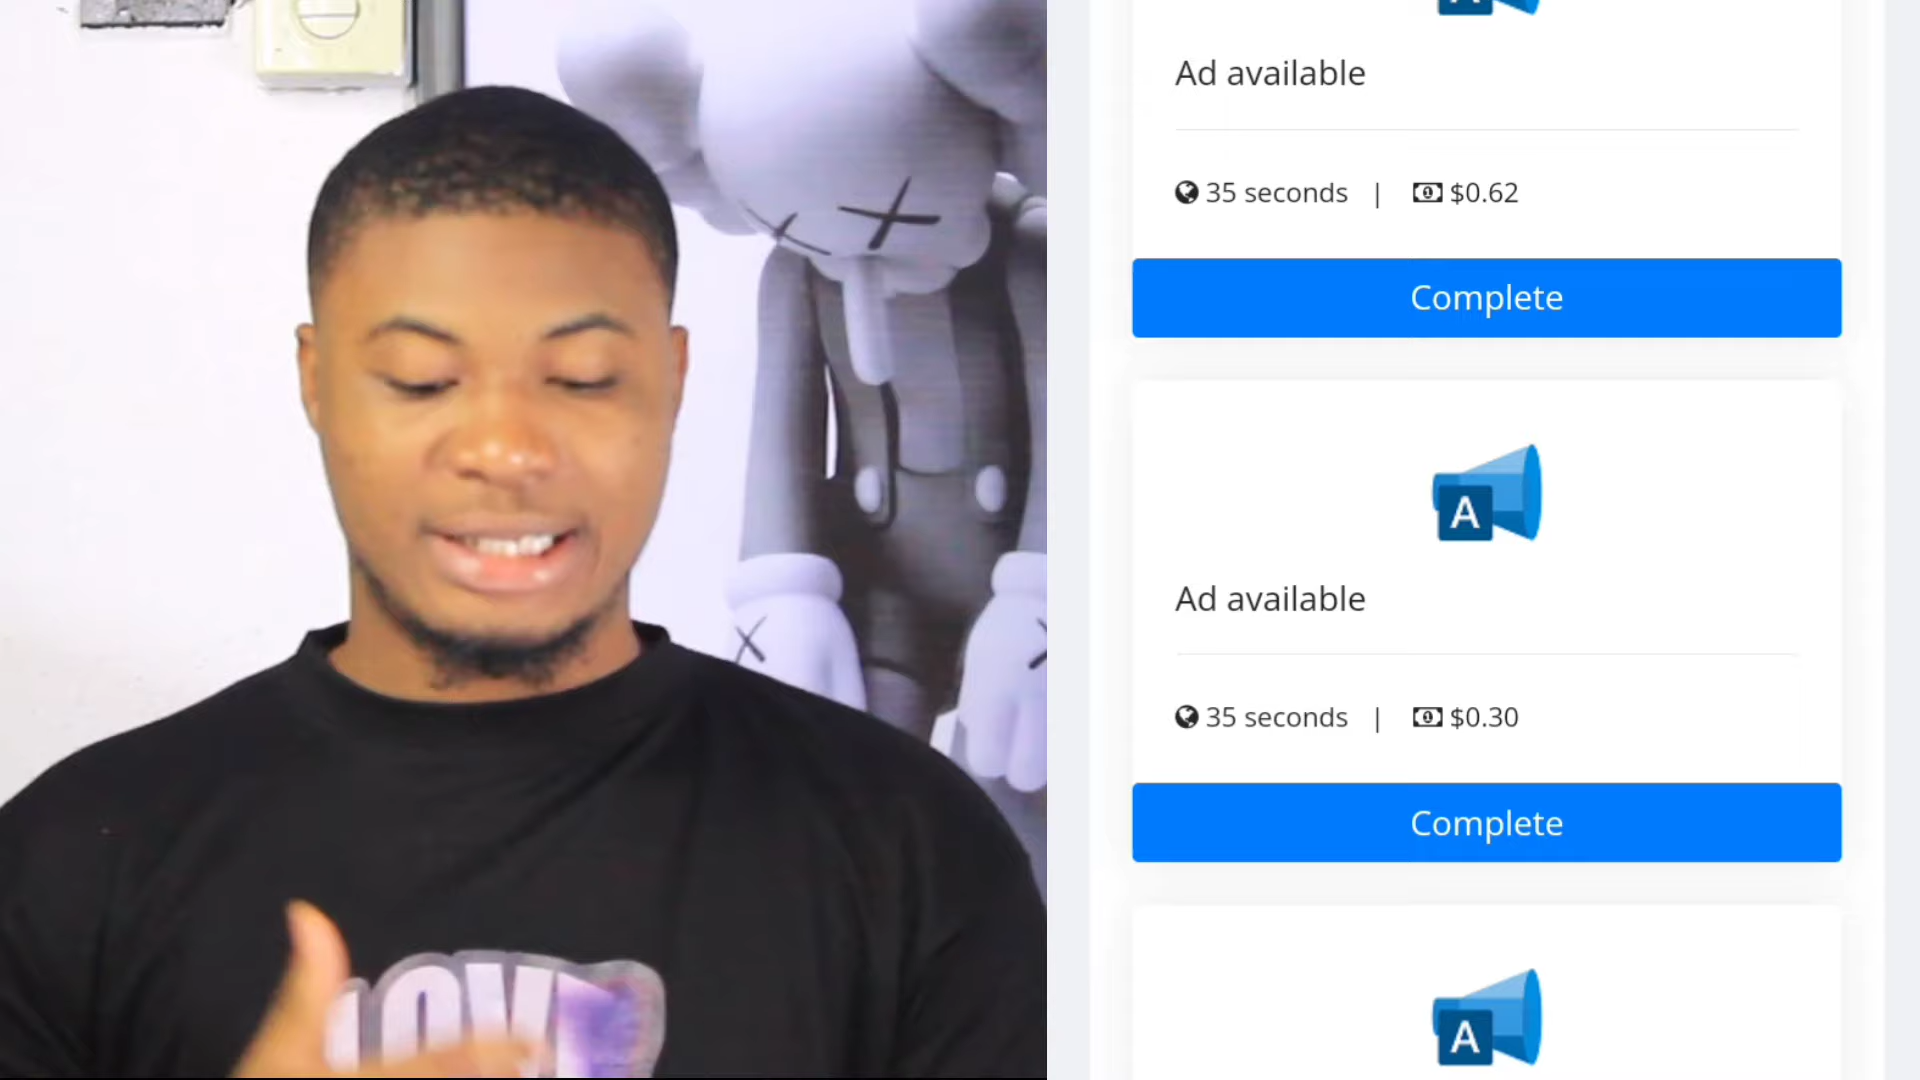 Ad available
35 seconds | $0.62
Complete
A
Ad available
35 seconds | $0.30
Complete
A